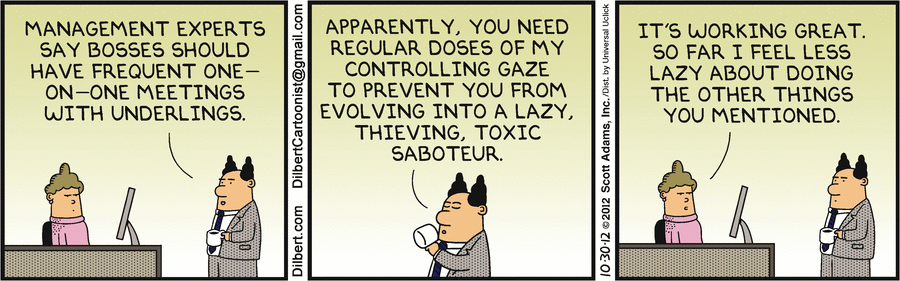 MANAGEMENT EXPERTS
SAY BOSSES SHOULD
HAVE FREQUENT ONE-
ON-ONE MEETINGS
WITH UNDERLINGS.
Dilbert.com DilbertCartoonist@gmail.com
APPARENTLY, YOU NEED
REGULAR DOSES OF MY
CONTROLLING GAZE
TO PREVENT YOU FROM
EVOLVING INTO A LAZY,
THIEVING, TOXIC
SABOTEUR.
10-30-12 ©2012 Scott Adams, Inc. /Dist. by Universal Uclick
IT'S WORKING GREAT.
SO FAR I FEEL LESS
LAZY ABOUT DOING
THE OTHER THINGS
YOU MENTIONED.